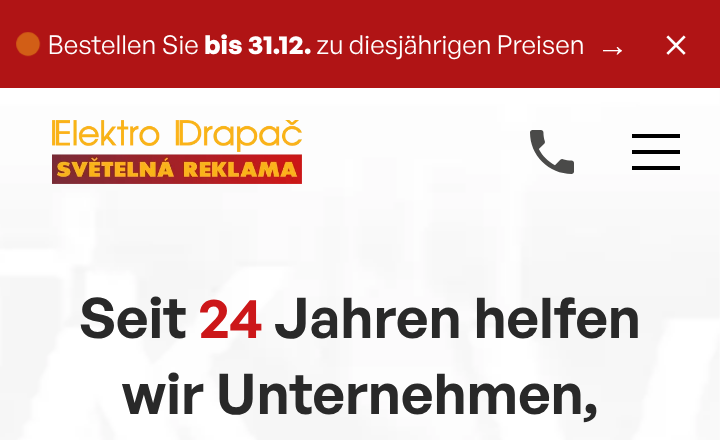 Bestellen Sie bis 31.12. zu diesjährigen Preisen →
Elektro Drapač
SVĚTELNÁ REKLAMA
Seit 24 Jahren helfen
wir Unternehmen,